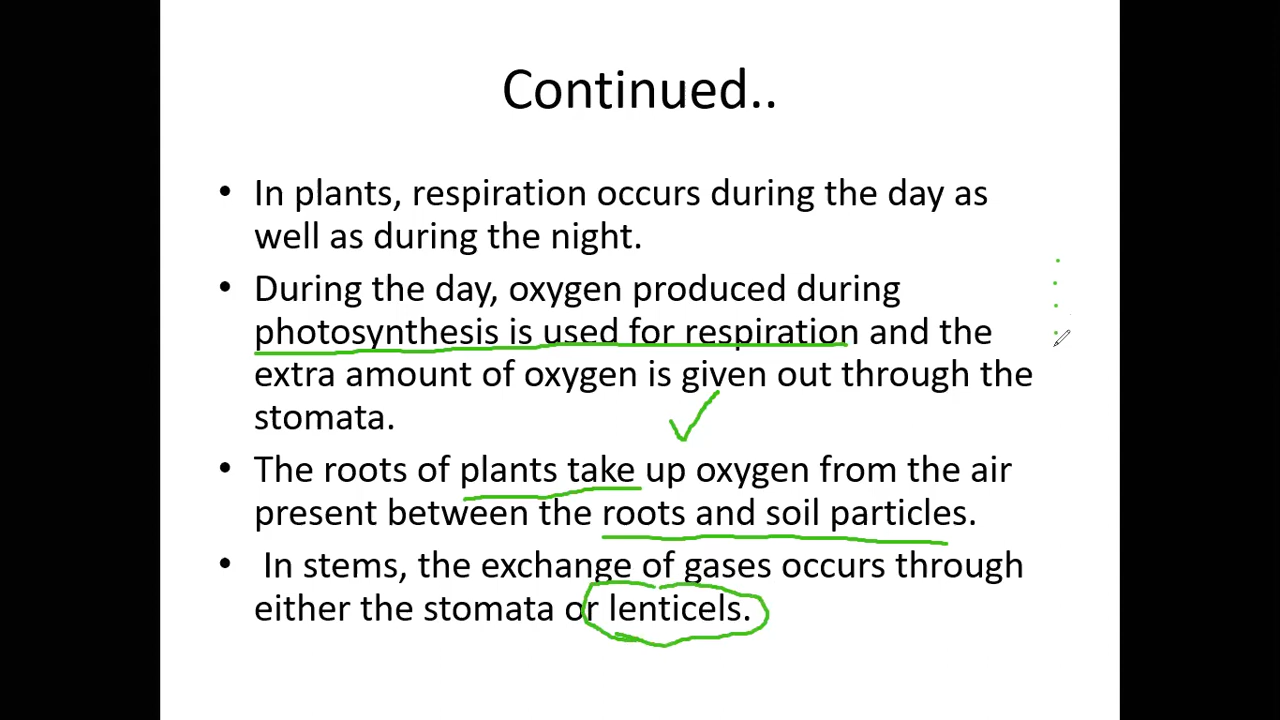 Continued..
• In plants, respiration occurs during the day as
well as during the night.
• During the day, oxygen produced during
photosynthesis is used for respiration and the
extra amount of oxygen is given out through the
stomata.
• The roots of plants take up oxygen from the air
present between the roots and soil particles.
• In stems, the exchange of gases occurs through
either the stomata or lenticels.